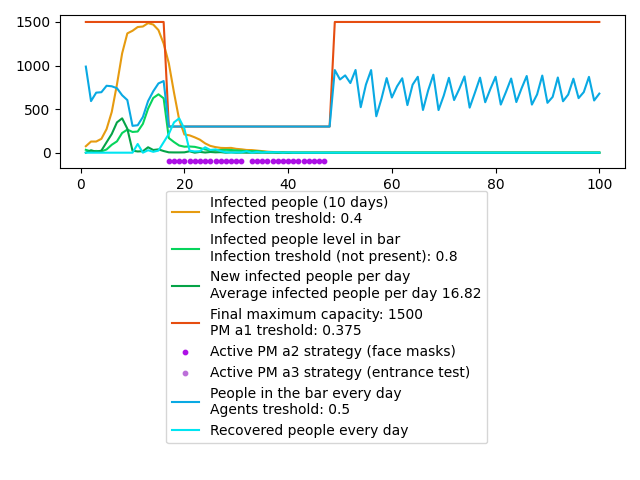 1500
1000
500
0
0 20 40 60 80 100
Infected people (10 days)
Infection treshold: 0.4
Infected people level in bar
Infection treshold (not present): 0.8
New infected people per day
Average infected people per day 16.82
Final maximum capacity: 1500
PM a1 treshold: 0.375
Active PM a2 strategy (face masks)
Active PM a3 strategy (entrance test)
People in the bar every day
Agents treshold: 0.5
Recovered people every day